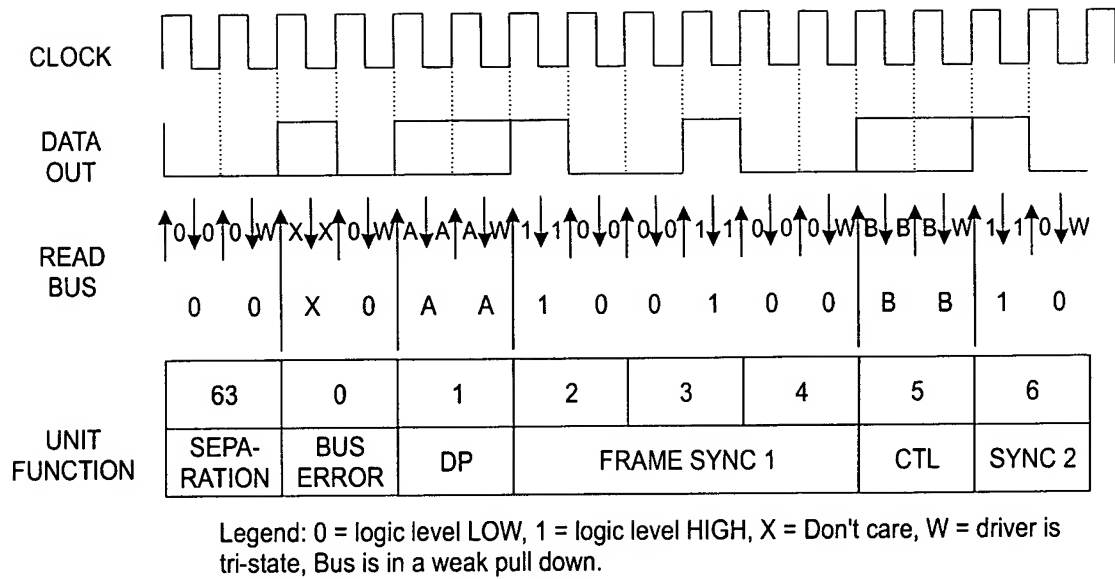 CLOCK
DATA
OUT
READ
BUS
0 0 0 W X X 0 W A A A W 1 1 0 0 0 0 1 1 0 0 0 W B B B W 1 1 0 W
0 0 X 0 A A 1 0 0 1 0 0 B B 1 0
63 0 1 2 3 4 5 6
UNIT
FUNCTION
SEPA-
RATION
BUS
ERROR
DP
FRAME SYNC 1
CTL
SYNC 2
Legend: 0 = logic level LOW, 1 = logic level HIGH, X = Don't care, W = driver is
tri-state, Bus is in a weak pull down.